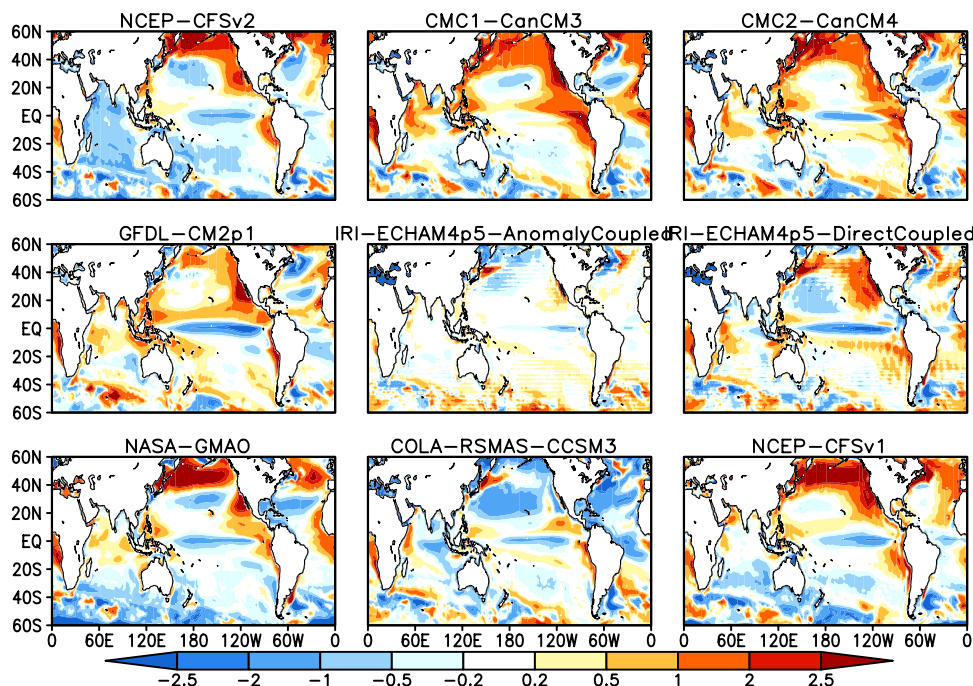 NCEP-CFSv2 CMC1-CanCM3 CMC2-CanCM4
60N
40N
20N
EQ
20S
40S
60S
GFDL-CM2p1 IRI-ECHAM4p5-AnomalyCoupled RI-ECHAM4p5-DirectCoupled
60N
40N
20N
EQ
20S
40S
60S
NASA-GMAO COLA-RSMAS-CCSM3 NCEP-CFSv1
60N
40N
20N
EQ
20S
40S
60S
0 60E 120E 180 120W 60W 0 60E 120E 180 120W 60W 0 60E 120E 180 120W 60W 0
-2.5 -2 -1 -0.5 -0.2 0.2 0.5 1 2 2.5